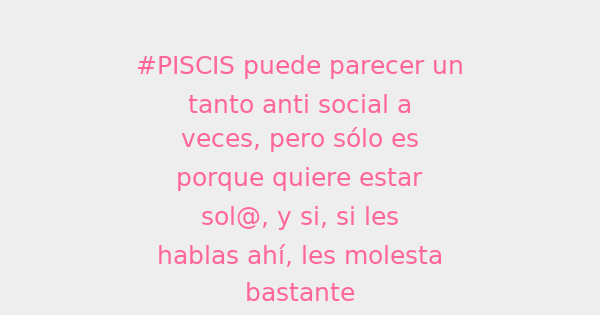 #PISCIS puede parecer un
tanto anti social a
veces, pero sólo es
porque quiere estar
sol@, y si, si les
hablas ahí, les molesta
bastante